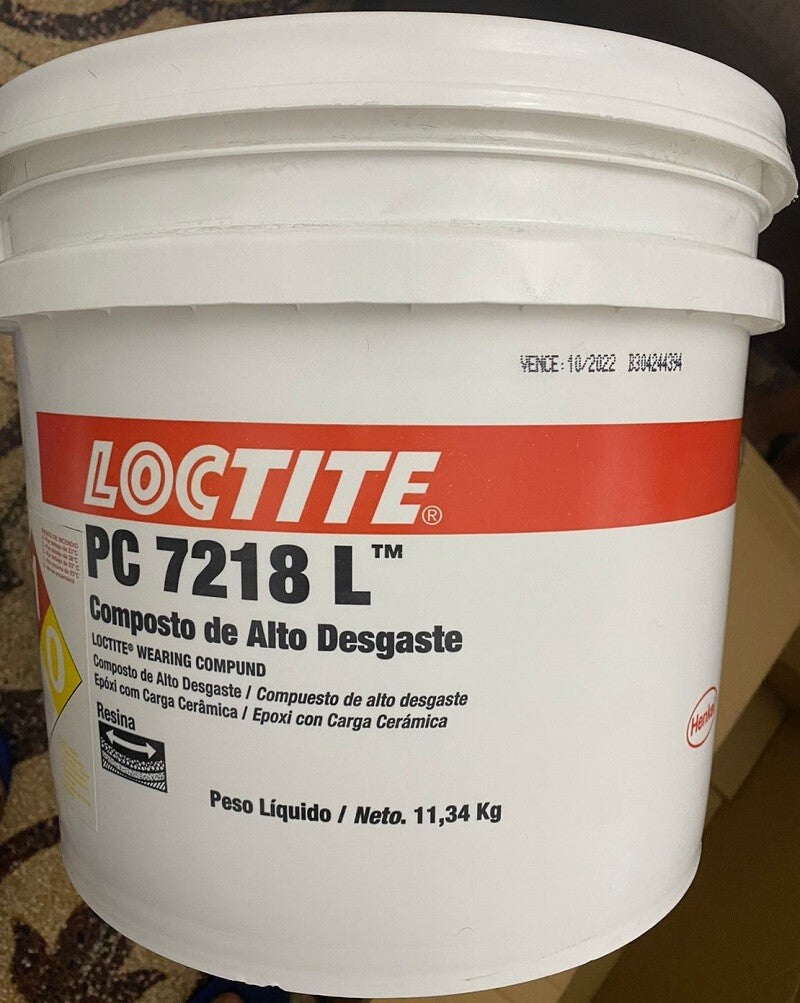 VENCE: 10/2022 B304244394
LOCTITE®
PC 7218 L™
Composto de Alto Desgaste
LOCTITE® WEARING COMPUND
Composto de Alto Desgaste / Compuesto de alto desgaste
Epóxi com Carga Cerâmica / Epoxi con Carga Cerámica
Resina
0
Henkel
Peso Líquido / Neto. 11,34 Kg